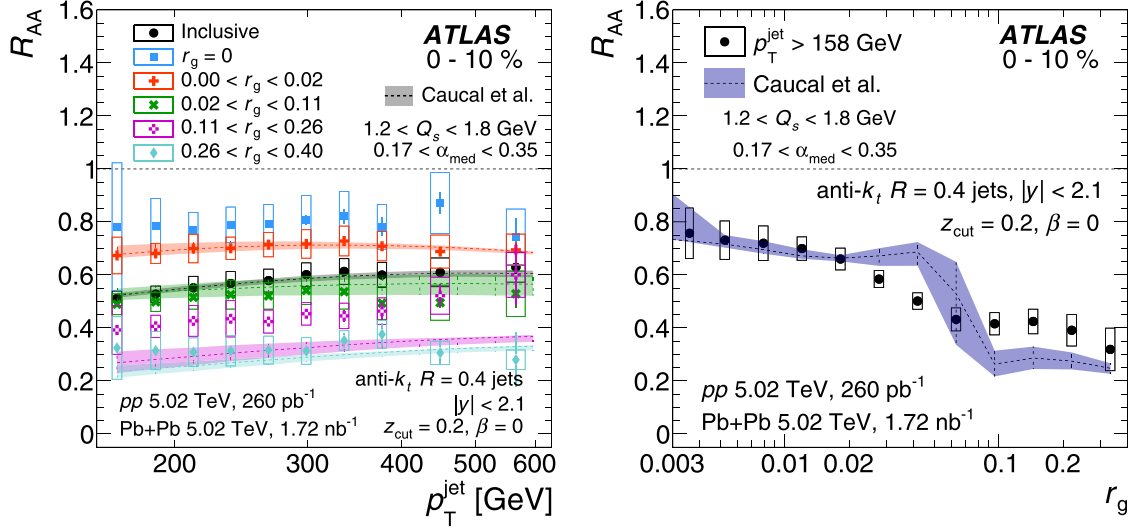 R_AA
1.6
1.4
1.2
1
0.8
0.6
0.4
0.2
0
Inclusive
r_g = 0
0.00 < r_g < 0.02
0.02 < r_g < 0.11
0.11 < r_g < 0.26
0.26 < r_g < 0.40
ATLAS
0 - 10 %
Caucal et al.
1.2 < Q_s < 1.8 GeV
0.17 < α_med < 0.35
anti-k_t R = 0.4 jets
|y| < 2.1
z_cut = 0.2, β = 0
pp 5.02 TeV, 260 pb^-1
Pb+Pb 5.02 TeV, 1.72 nb^-1
200
300
400
500
600
p_T^jet [GeV]
R_AA
1.6
1.4
1.2
1
0.8
0.6
0.4
0.2
0
p_T^jet > 158 GeV
Caucal et al.
1.2 < Q_s < 1.8 GeV
0.17 < α_med < 0.35
ATLAS
0 - 10 %
anti-k_t R = 0.4 jets, |y| < 2.1
z_cut = 0.2, β = 0
pp 5.02 TeV, 260 pb^-1
Pb+Pb 5.02 TeV, 1.72 nb^-1
0.003
0.01
0.02
0.1
0.2
r_g